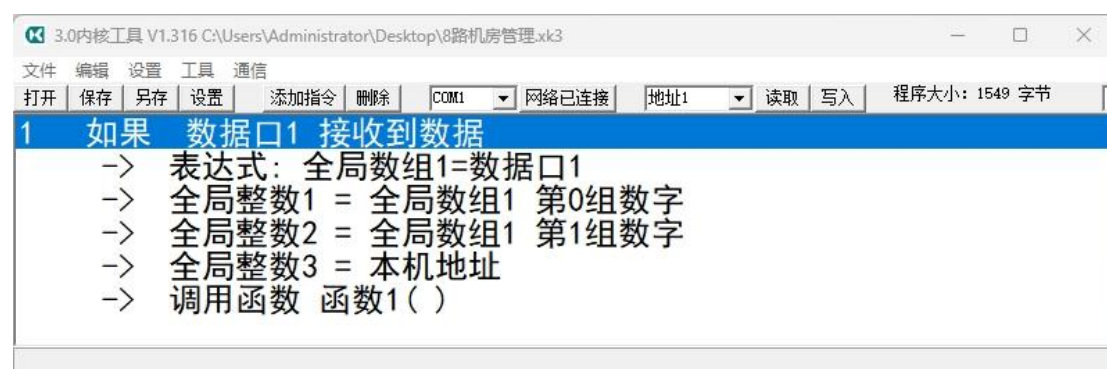 3.0内核工具 V1.316 C:\Users\Administrator\Desktop\8路机房管理.xk3
文件 编辑 设置 工具 通信
打开 保存 另存 设置 添加指令 删除 COM1 网络已连接 地址1 读取 写入 程序大小: 1549 字节
1 如果 数据口1 接收到数据
-> 表达式: 全局数组1=数据口1
-> 全局整数1 = 全局数组1 第0组数字
-> 全局整数2 = 全局数组1 第1组数字
-> 全局整数3 = 本机地址
-> 调用函数 函数1( )